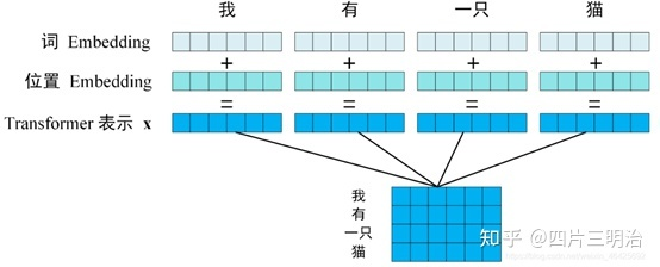 我 有 一只 猫
词 Embedding
+ + + +
位置 Embedding
= = = =
Transformer 表示 x
我
有
一只
猫
知乎 @四片三明治